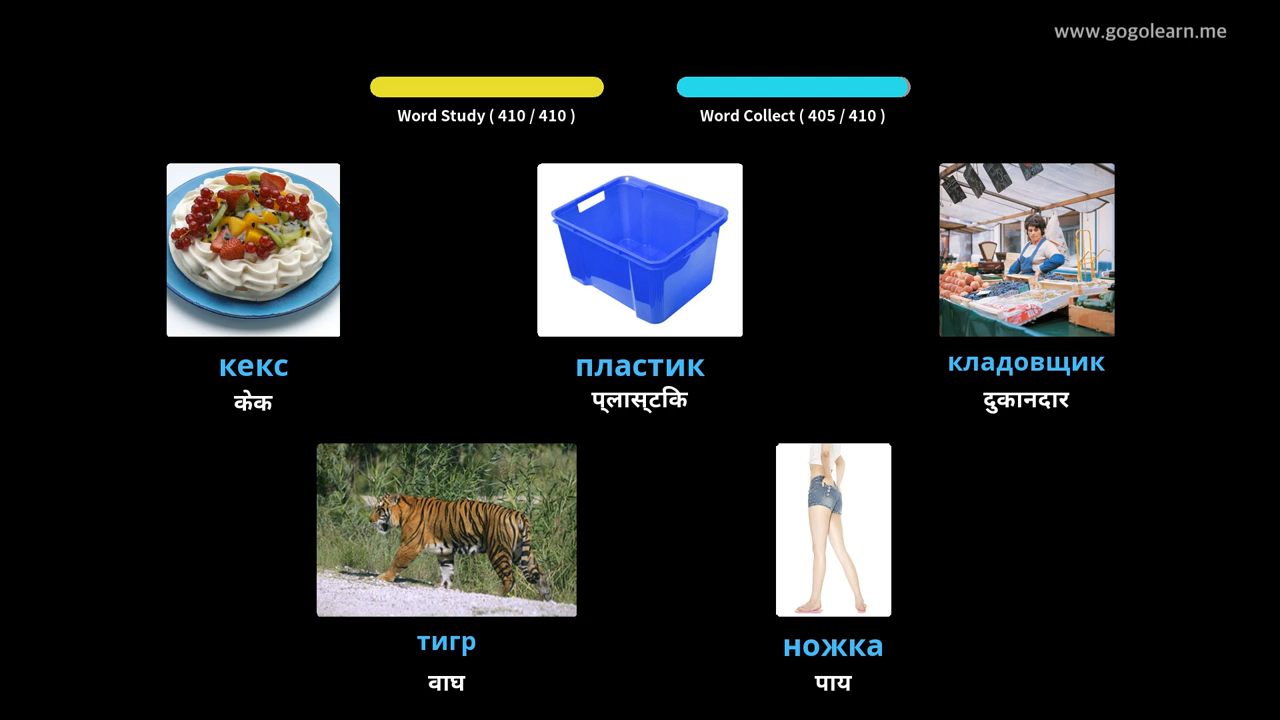 www.gogolearn.me
Word Study ( 410 / 410 )
Word Collect ( 405 / 410 )
кекс
пластик
кладовщик
केक
प्लास्टिक
दुकानदार
тигр
ножка
वाघ
पाय